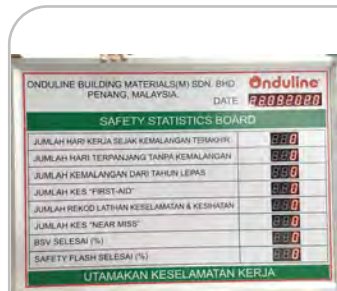 ONDULINE BUILDING MATERIALS(M) SDN. BHD
PENANG, MALAYSIA.
Onduline
DATE 22082020
SAFETY STATISTICS BOARD
JUMLAH HARI KERJA SEJAK KEMALANGAN TERAKHIR
JUMLAH HARI TERPANJANG TANPA KEMALANGAN
JUMLAH KEMALANGAN DARI TAHUN LEPAS
JUMLAH KES "FIRST-AID"
JUMLAH REKOD LATIHAN KESELAMATAN & KESIHATAN
JUMLAH KES "NEAR MISS"
BSV SELESAI (%)
SAFETY FLASH SELESAI (%)
UTAMAKAN KESELAMATAN KERJA